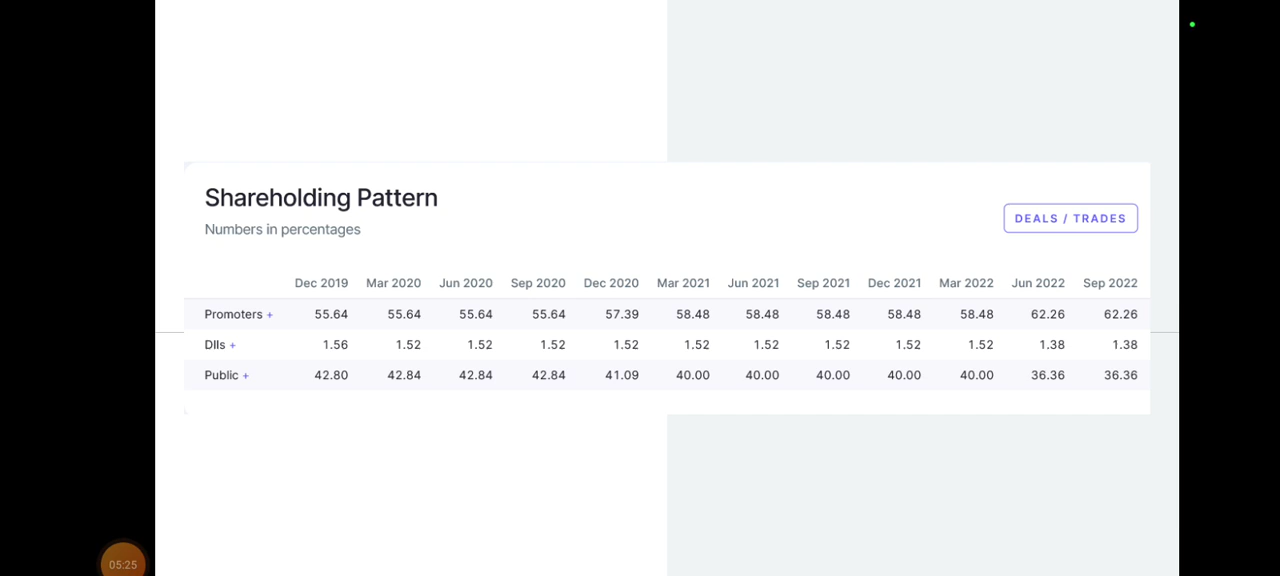 Shareholding Pattern
Numbers in percentages
DEALS / TRADES
Dec 2019 Mar 2020 Jun 2020 Sep 2020 Dec 2020 Mar 2021 Jun 2021 Sep 2021 Dec 2021 Mar 2022 Jun 2022 Sep 2022
Promoters + 55.64 55.64 55.64 55.64 57.39 58.48 58.48 58.48 58.48 58.48 62.26 62.26
DIIs + 1.56 1.52 1.52 1.52 1.52 1.52 1.52 1.52 1.52 1.52 1.38 1.38
Public + 42.80 42.84 42.84 42.84 41.09 40.00 40.00 40.00 40.00 40.00 36.36 36.36
05:25